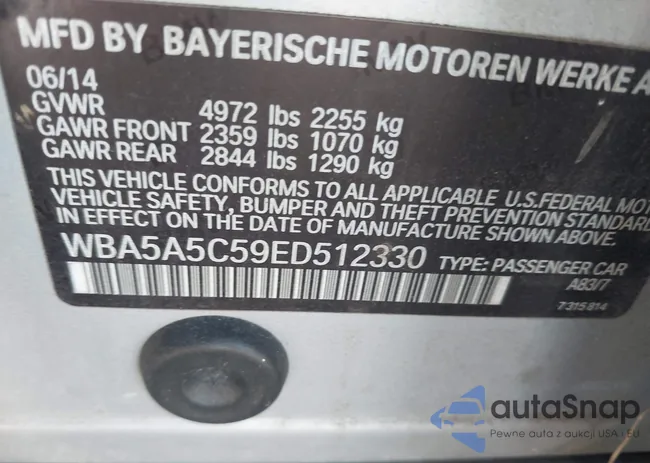 MFD BY BAYERISCHE MOTOREN WERKE A
06/14
GVWR 4972 lbs 2255 kg
GAWR FRONT 2359 lbs 1070 kg
GAWR REAR 2844 lbs 1290 kg
THIS VEHICLE CONFORMS TO ALL APPLICABLE U.S.FEDERAL MOT
VEHICLE SAFETY, BUMPER AND THEFT PREVENTION STANDARD
IN EFFECT ON THE DATE OF MANUFACTURE SHOWN ABOVE.
WBA5A5C59ED512330 TYPE: PASSENGER CAR
A83/7
7315814
autoSnap
Pewne auta z aukcji USA i EU